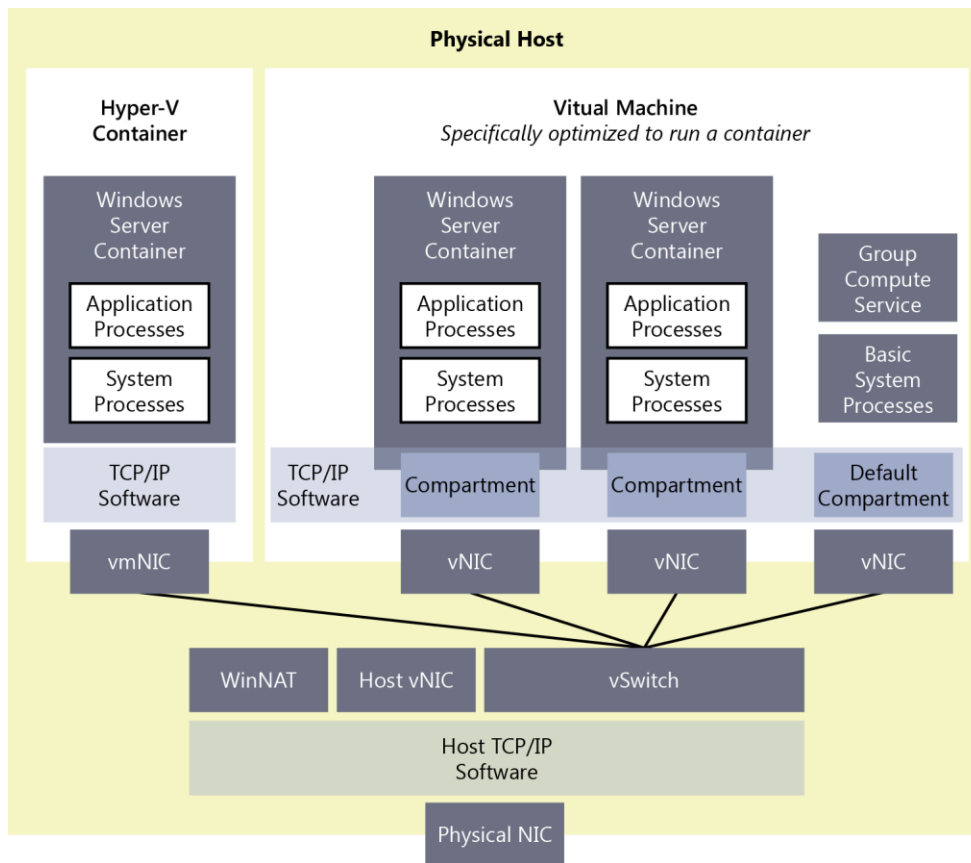 Physical Host
Hyper-V
Container
Windows
Server
Container
Application
Processes
System
Processes
TCP/IP
Software
vmNIC
Vitual Machine
Specifically optimized to run a container
Windows
Server
Container
Application
Processes
System
Processes
Windows
Server
Container
Application
Processes
System
Processes
Group
Compute
Service
Basic
System
Processes
TCP/IP
Software
Compartment
Compartment
Default
Compartment
vNIC
vNIC
vNIC
WinNAT
Host vNIC
vSwitch
Host TCP/IP
Software
Physical NIC